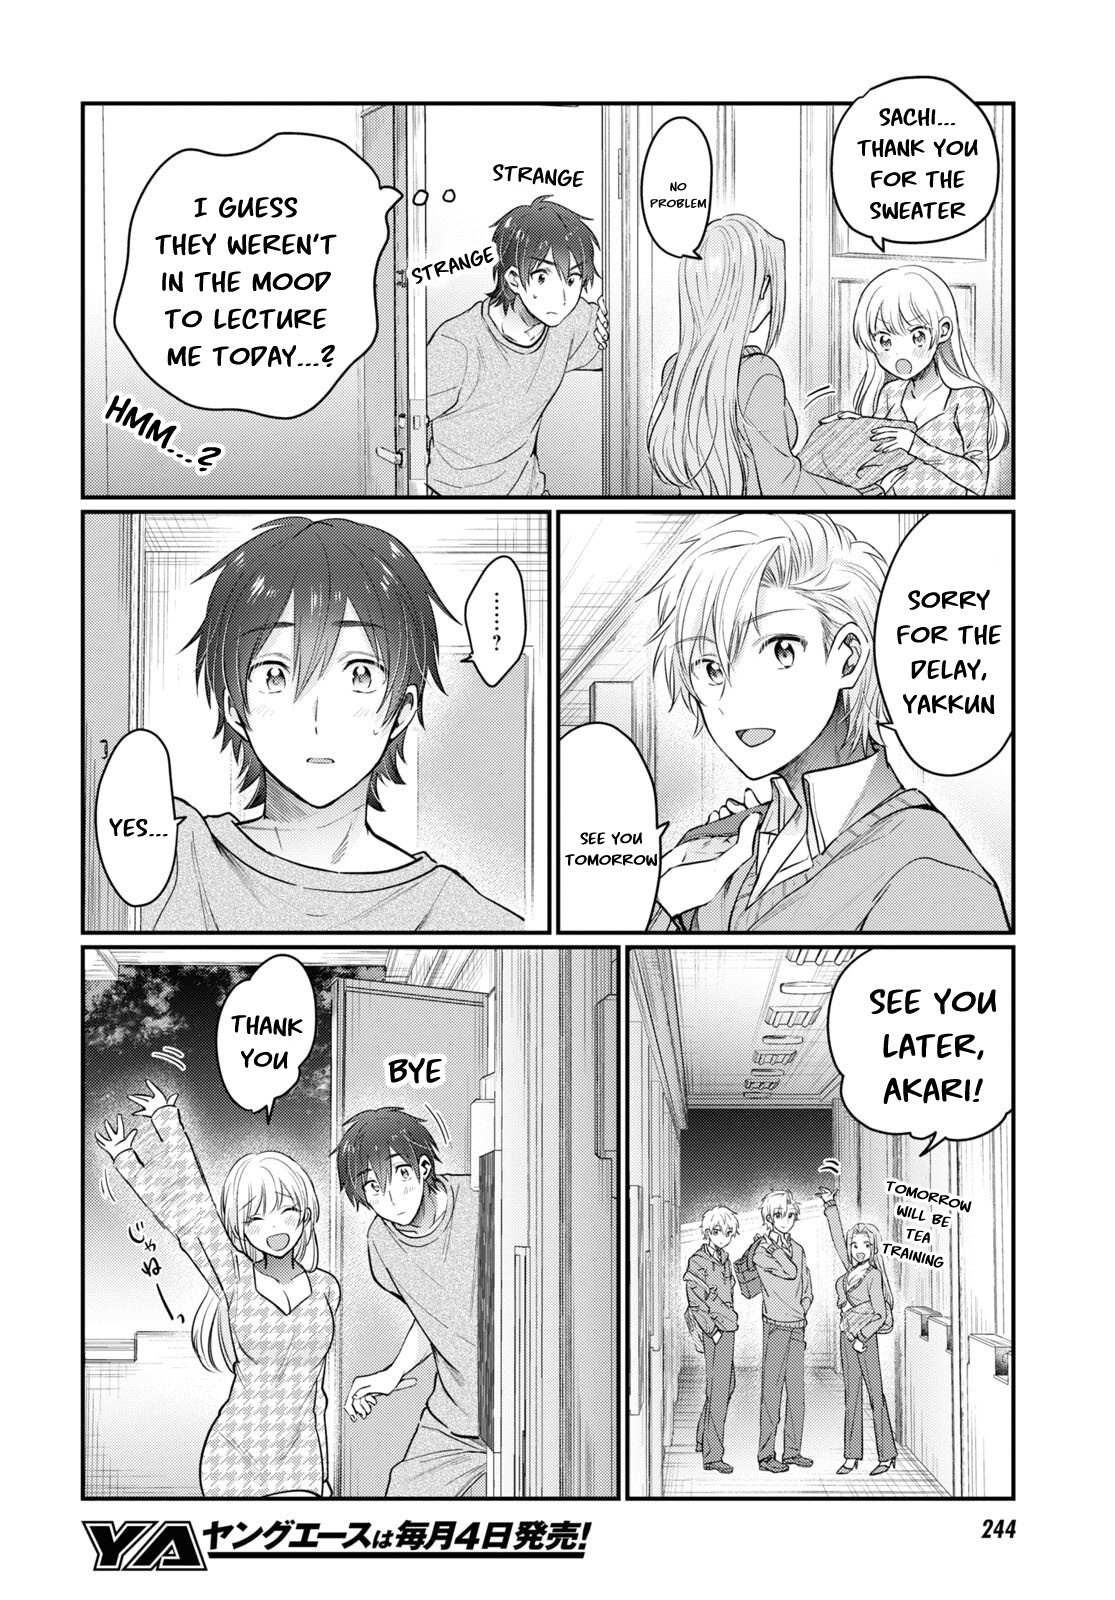 SACHI...
THANK YOU
FOR THE
SWEATER
NO
PROBLEM
STRANGE
STRANGE
I GUESS
THEY WEREN'T
IN THE MOOD
TO LECTURE
ME TODAY...?
HMM...?
SORRY
FOR THE
DELAY,
YAKKUN
SEE YOU
TOMORROW
......?
YES...
SEE YOU
LATER,
AKARI!
TOMORROW
WILL BE
TEA
TRAINING
BYE
THANK
YOU
じゃねーっ
YA ヤングエースは毎月4日発売!
244